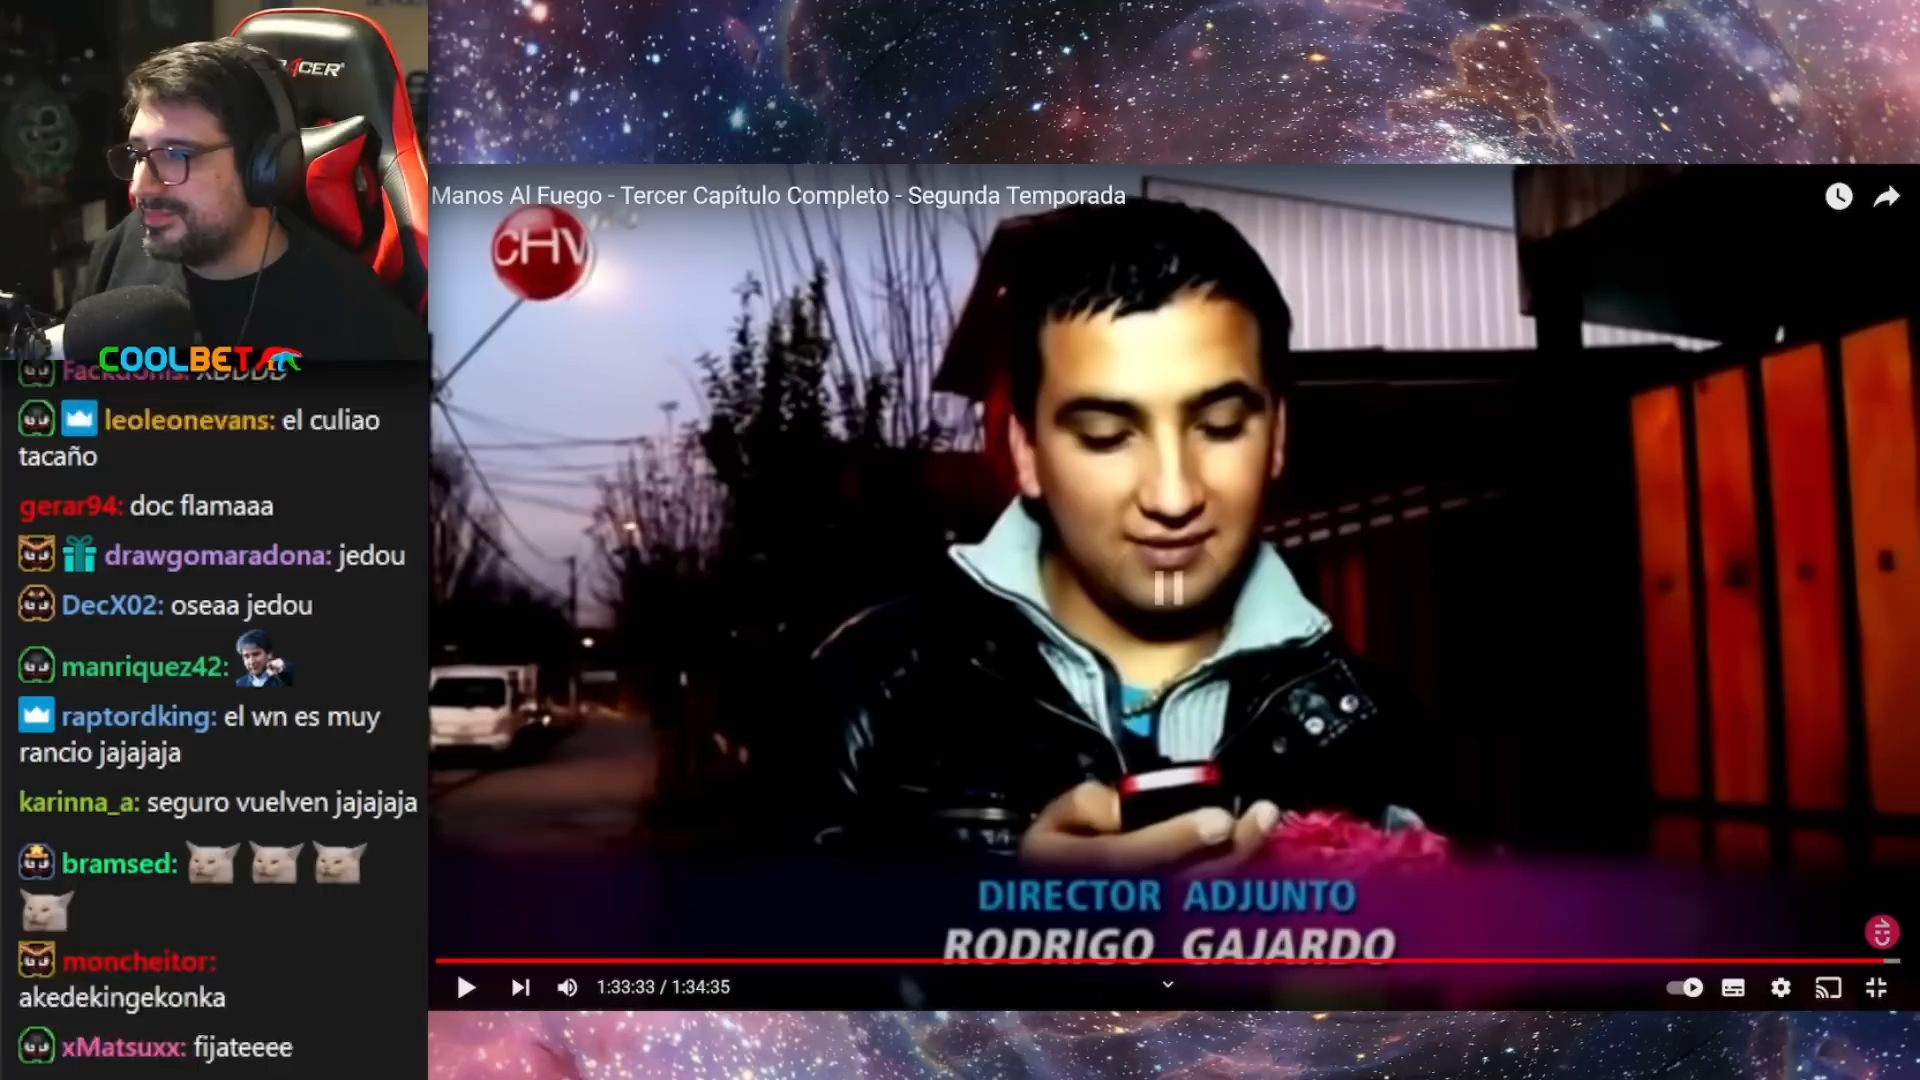 COOLBET
XDDDD
leoleonevans: el culiao
tacaño
gerar94: doc flamaaa
drawgomaradona: jedou
DecX02: oseaa jedou
manriquez42:
raptordking: el wn es muy
rancio jajajaja
karinna_a: seguro vuelven jajajaja
bramsed:
moncheitor:
akedekingekonka
xMatsuxx: fijateeee
Manos Al Fuego - Tercer Capítulo Completo - Segunda Temporada
CHV
DIRECTOR ADJUNTO
RODRIGO GAJARDO
1:33:33 / 1:34:35